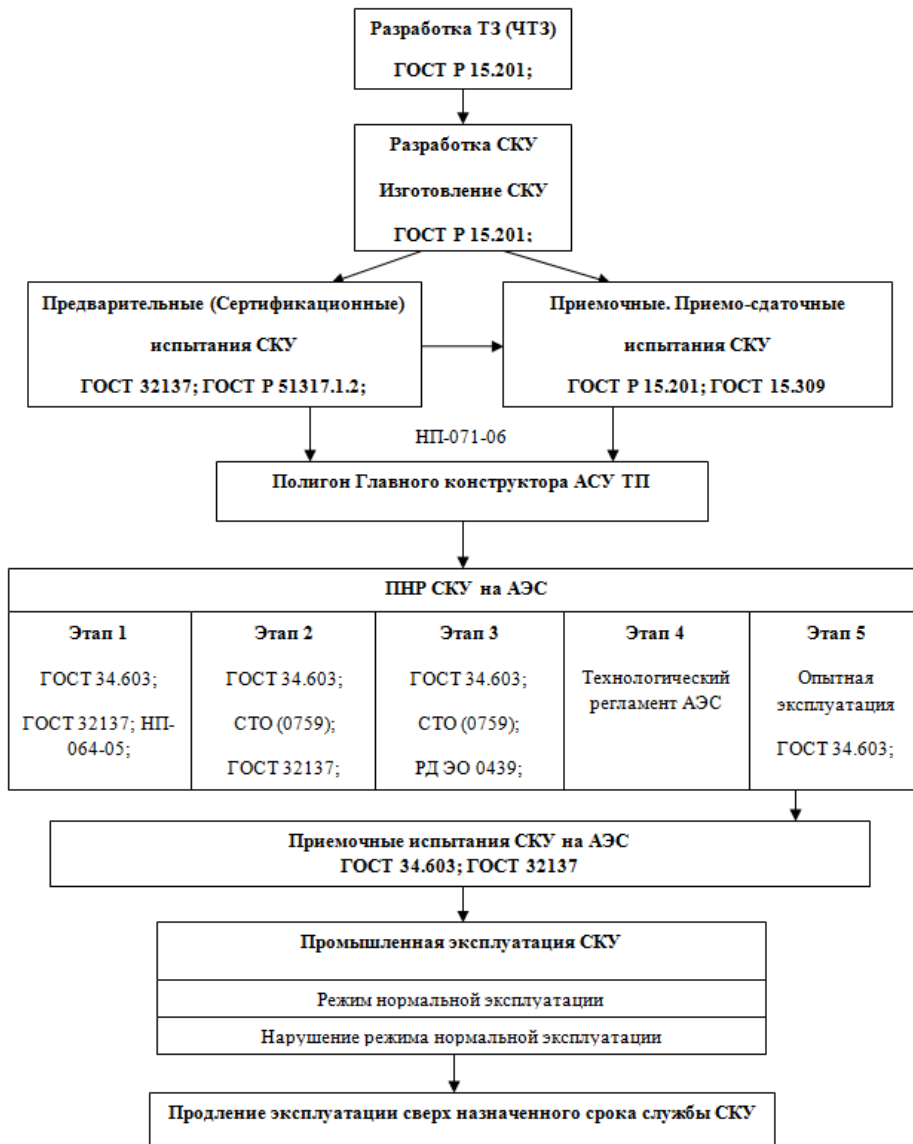 Разработка ТЗ (ЧТЗ)
ГОСТ Р 15.201;
Разработка СКУ
Изготовление СКУ
ГОСТ Р 15.201;
Предварительные (Сертификационные)
испытания СКУ
ГОСТ 32137; ГОСТ Р 51317.1.2;
Приемочные. Приемо-сдаточные
испытания СКУ
ГОСТ Р 15.201; ГОСТ 15.309
НП-071-06
Полигон Главного конструктора АСУ ТП
ПНР СКУ на АЭС
Этап 1
ГОСТ 34.603;
ГОСТ 32137; НП-
064-05;
Этап 2
ГОСТ 34.603;
СТО (0759);
ГОСТ 32137;
Этап 3
ГОСТ 34.603;
СТО (0759);
РД ЭО 0439;
Этап 4
Технологический
регламент АЭС
Этап 5
Опытная
эксплуатация
ГОСТ 34.603;
Приемочные испытания СКУ на АЭС
ГОСТ 34.603; ГОСТ 32137
Промышленная эксплуатация СКУ
Режим нормальной эксплуатации
Нарушение режима нормальной эксплуатации
Продление эксплуатации сверх назначенного срока службы СКУ